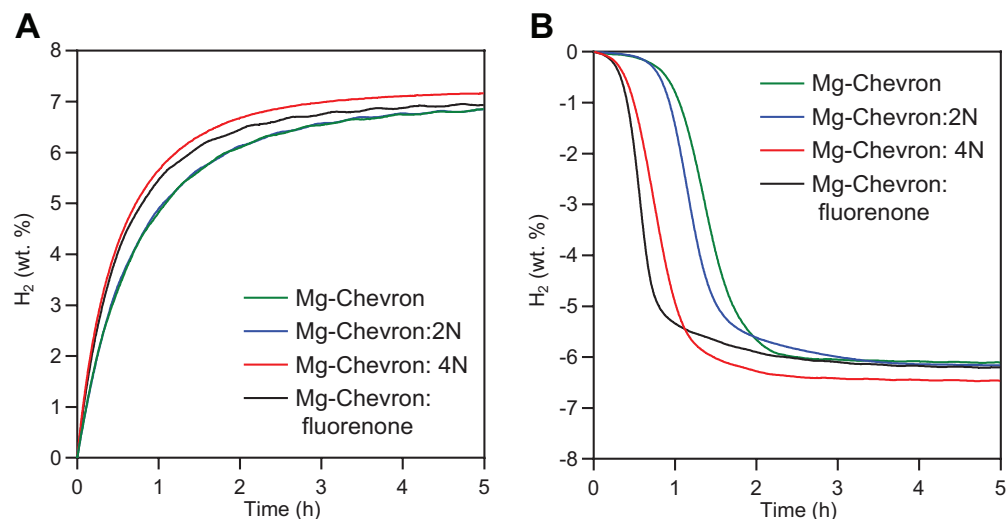 A
8
7
6
5
4
3
2
1
0
H₂ (wt. %)
Mg-Chevron
Mg-Chevron:2N
Mg-Chevron: 4N
Mg-Chevron:
fluorenone
0 1 2 3 4 5
Time (h)
B
0
-1
-2
-3
-4
-5
-6
-7
-8
H₂ (wt. %)
Mg-Chevron
Mg-Chevron:2N
Mg-Chevron: 4N
Mg-Chevron:
fluorenone
0 1 2 3 4 5
Time (h)